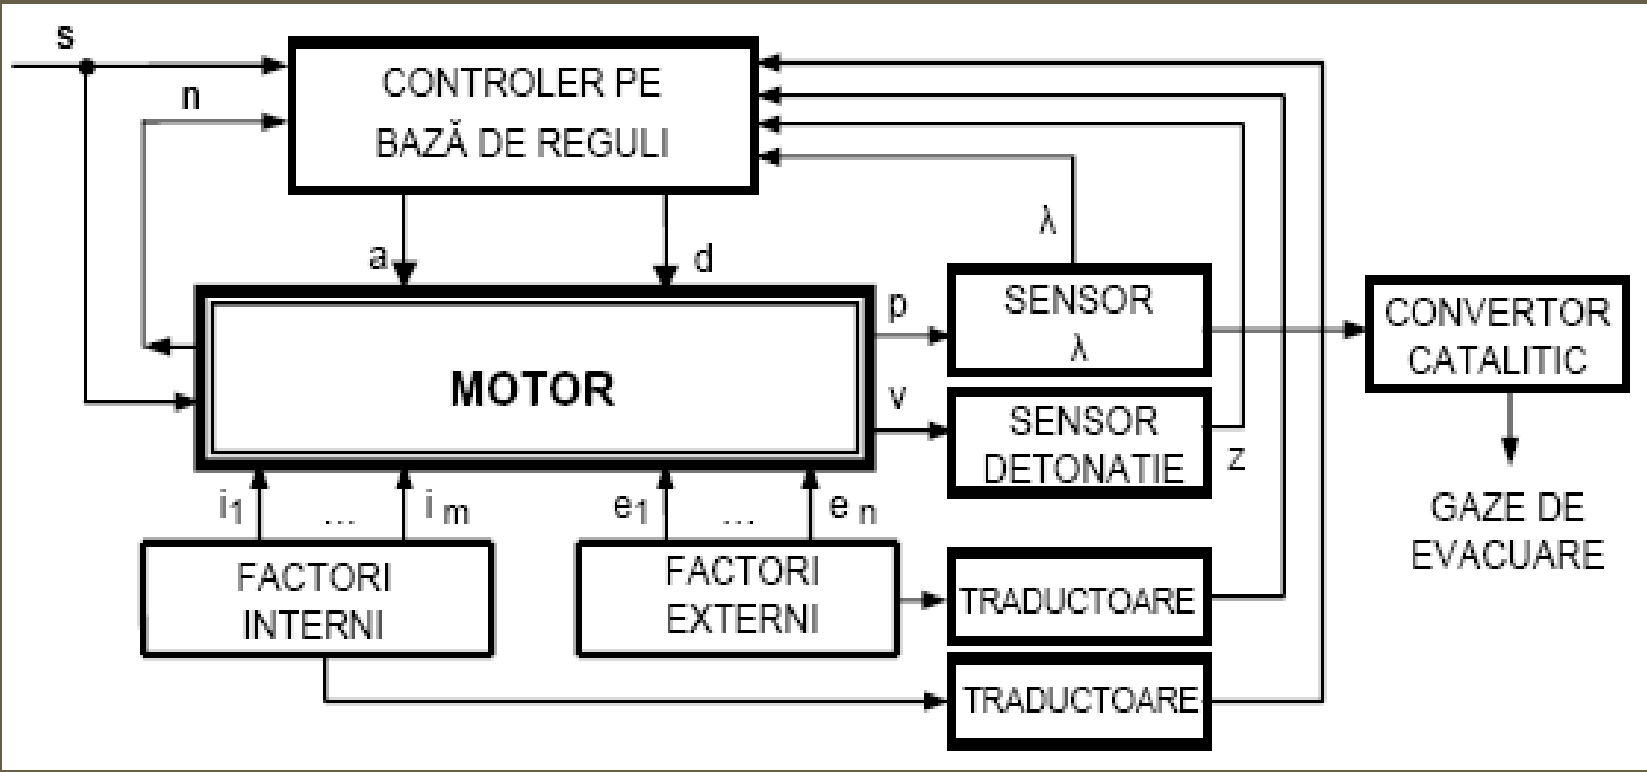 s
n
CONTROLER PE
BAZĂ DE REGULI
a
d
λ
MOTOR
p
v
SENSOR
λ
SENSOR
DETONATIE
z
CONVERTOR
CATALITIC
GAZE DE
EVACUARE
i1 ... im
e1 ... en
FACTORI
INTERNI
FACTORI
EXTERNI
TRADUCTOARE
TRADUCTOARE